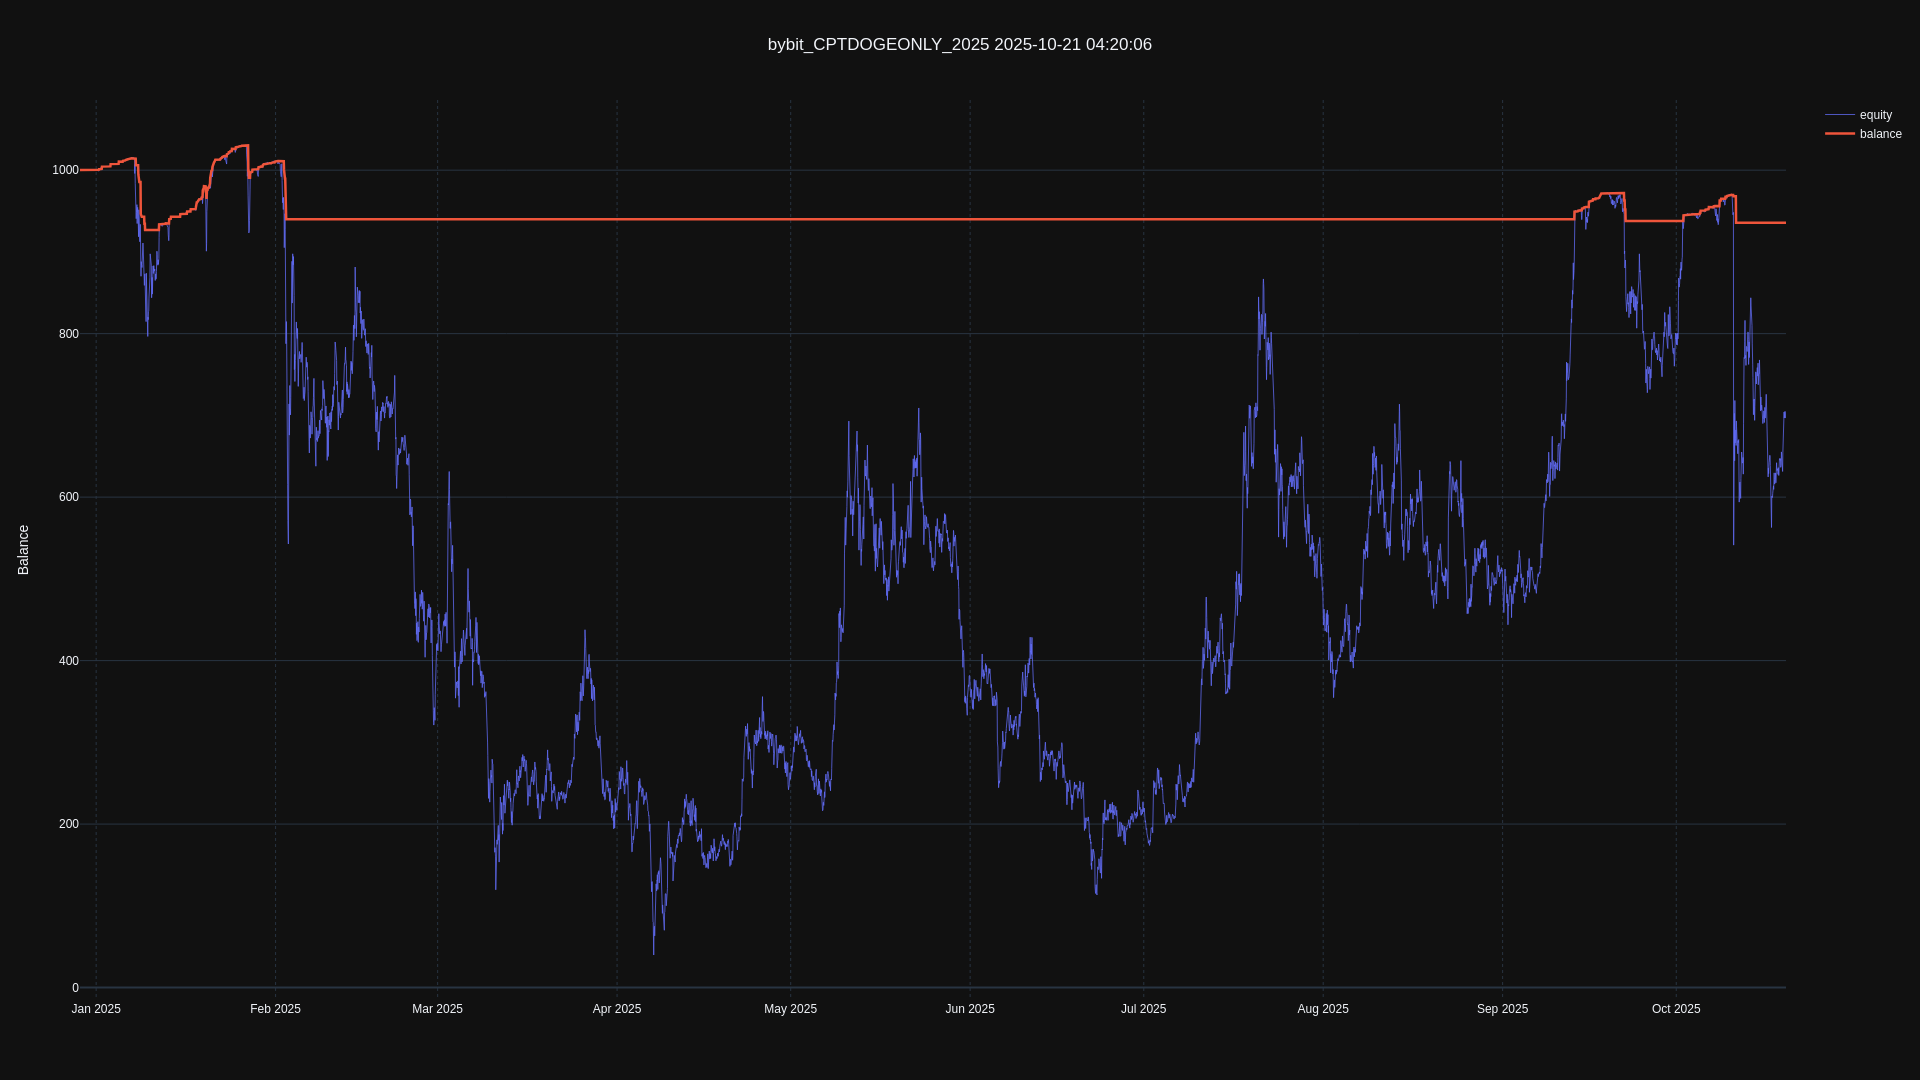 bybit_CPTDOGEONLY_2025 2025-10-21 04:20:06
equity
balance
Balance
1000
800
600
400
200
0
Jan 2025
Feb 2025
Mar 2025
Apr 2025
May 2025
Jun 2025
Jul 2025
Aug 2025
Sep 2025
Oct 2025